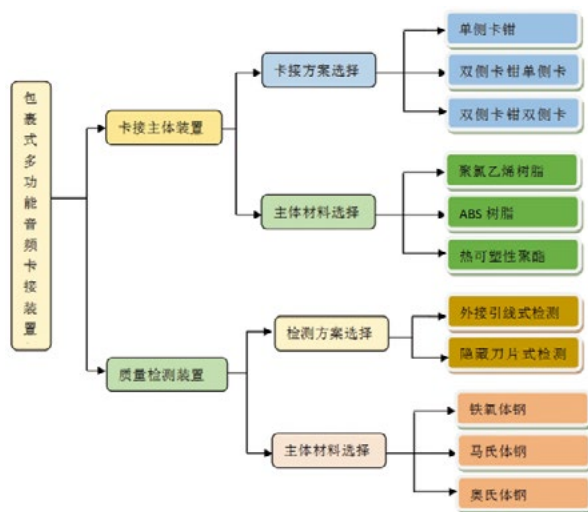 包裹式多功能音频卡接装置
卡接主体装置
卡接方案选择
单侧卡钳
双侧卡钳单侧卡
双侧卡钳双侧卡
主体材料选择
聚氯乙烯树脂
ABS 树脂
热可塑性聚酯
质量检测装置
检测方案选择
外接引线式检测
隐藏刀片式检测
主体材料选择
铁氧体钢
马氏体钢
奥氏体钢